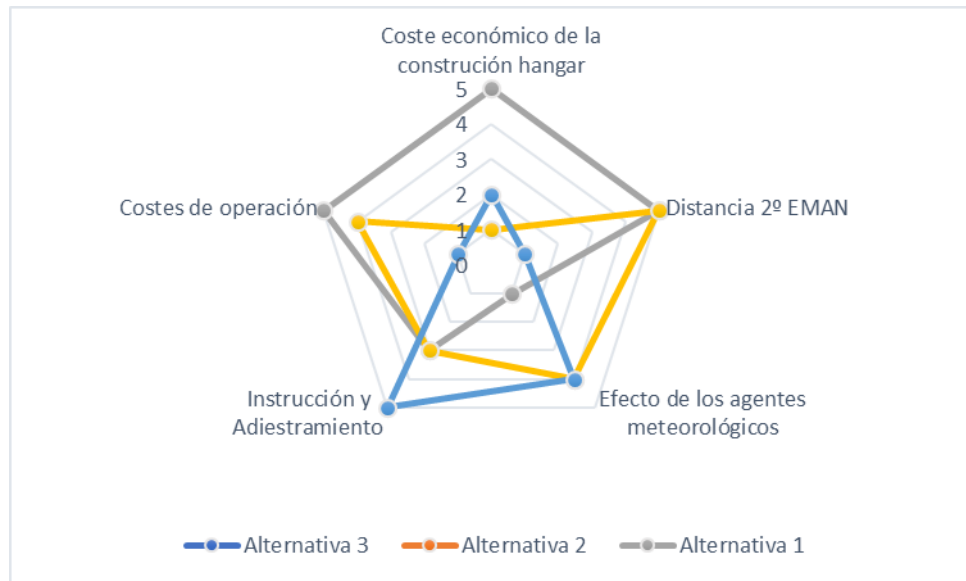 Coste económico de la
construción hangar
5
4
3
2
1
0
Costes de operación
Distancia 2º EMAN
Instrucción y
Adiestramiento
Efecto de los agentes
meteorológicos
Alternativa 3
Alternativa 2
Alternativa 1